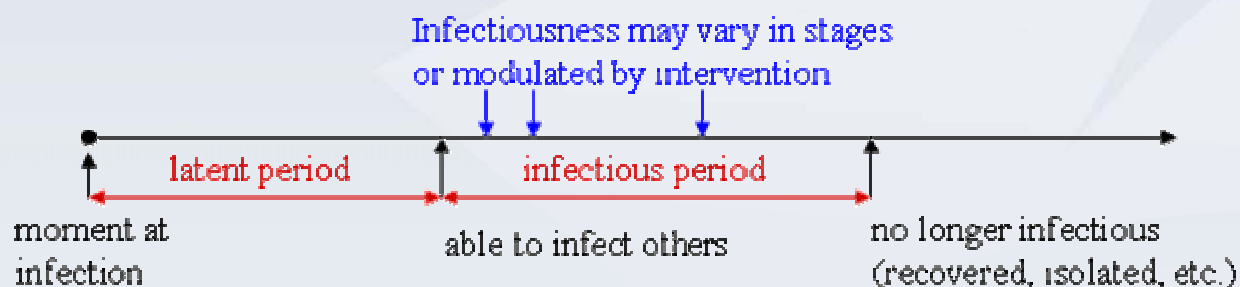 Infectiousness may vary in stages
or modulated by intervention
latent period
infectious period
moment at
infection
able to infect others
no longer infectious
(recovered, isolated, etc.)